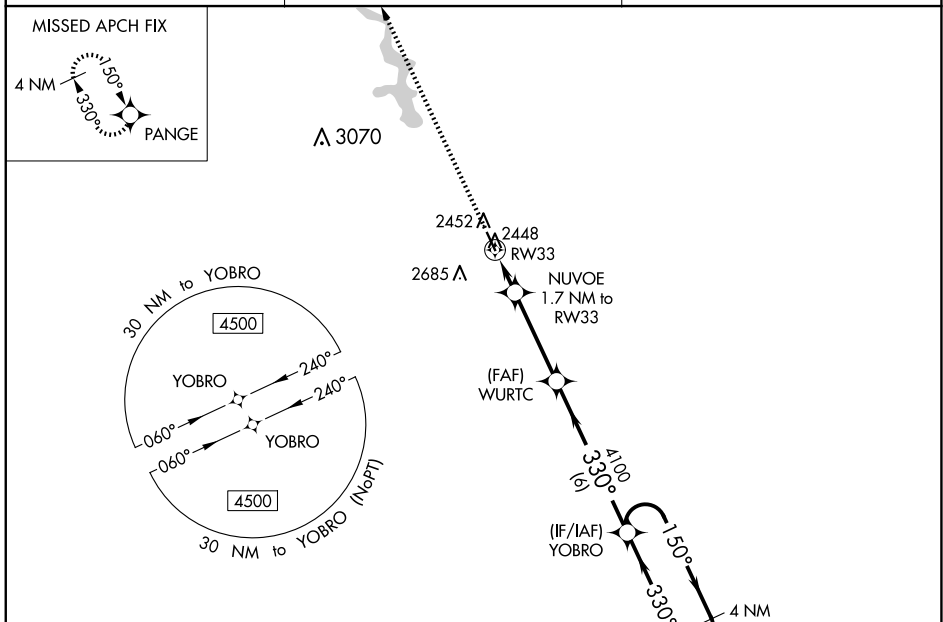 MISSED APCH FIX
4 NM
150°
330°
PANGE
3070
2452
2448
RW33
2685
NUVOE
1.7 NM to
RW33
30 NM to YOBRO
4500
240°
YOBRO
240°
060°
YOBRO
060°
4500
30 NM to YOBRO (NoPT)
(FAF)
WURTC
4100
330°
(6)
(IF/IAF)
YOBRO
150°
330°
4 NM